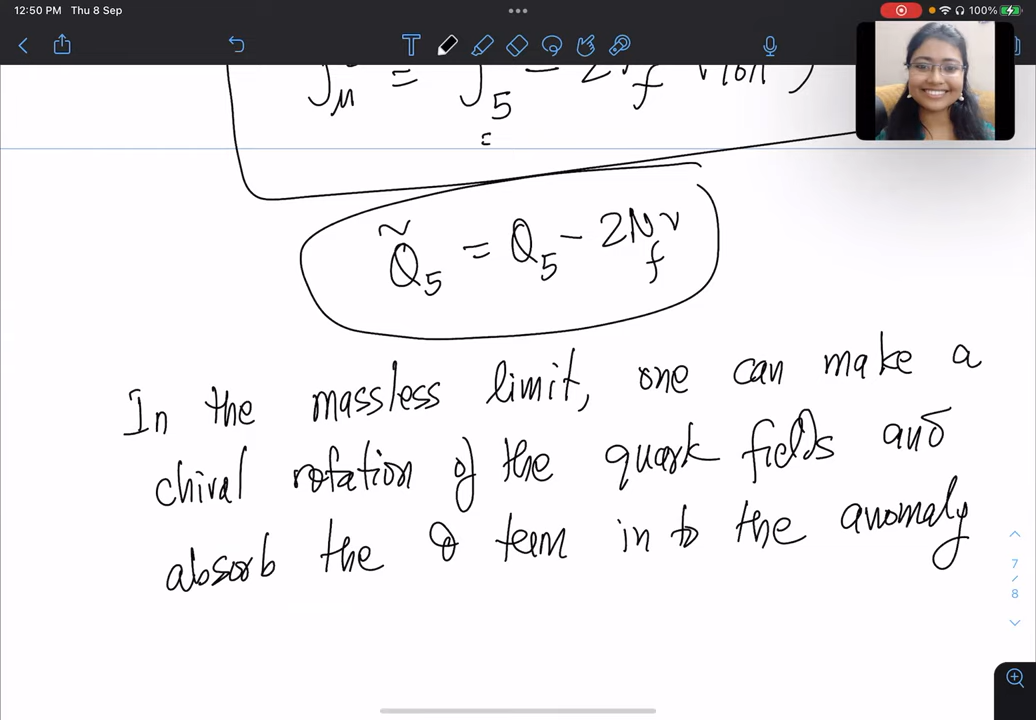 12:50 PM Thu 8 Sep
100%
Q̃₅ = Q₅ - 2N_f ν
In the massless limit, one can make a
chiral rotation of the quark fields and
absorb the θ term in to the anomaly
7
/
8